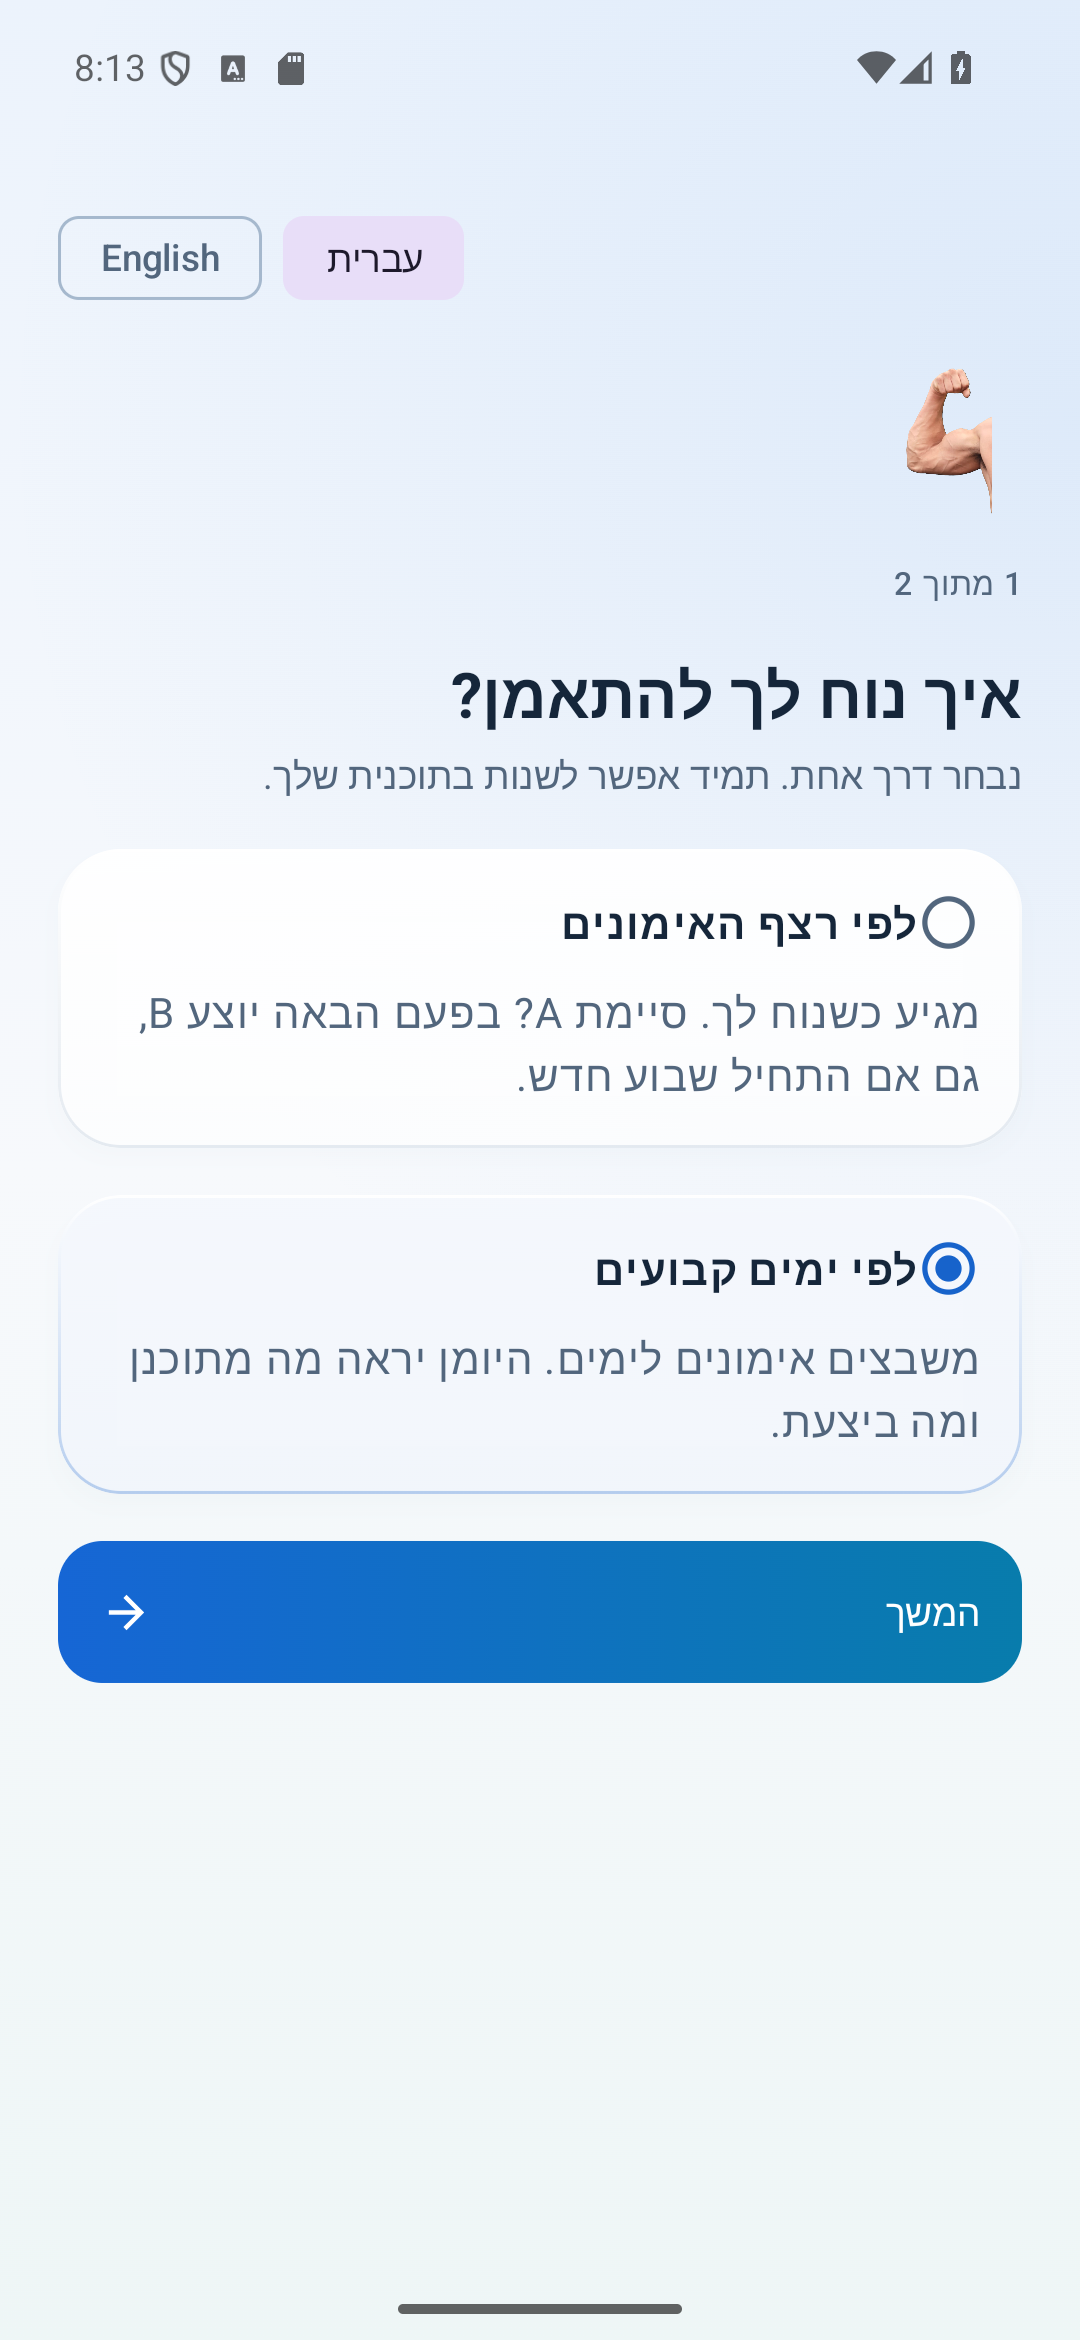 8:13
English
עברית
1 מתוך 2
איך נוח לך להתאמן?
נבחר דרך אחת. תמיד אפשר לשנות בתוכנית שלך.
לפי רצף האימונים
מגיע כשנוח לך. סיימת A? בפעם הבאה יוצע B,
גם אם התחיל שבוע חדש.
לפי ימים קבועים
משבצים אימונים לימים. היומן יראה מה מתוכנן
ומה ביצעת.
המשך